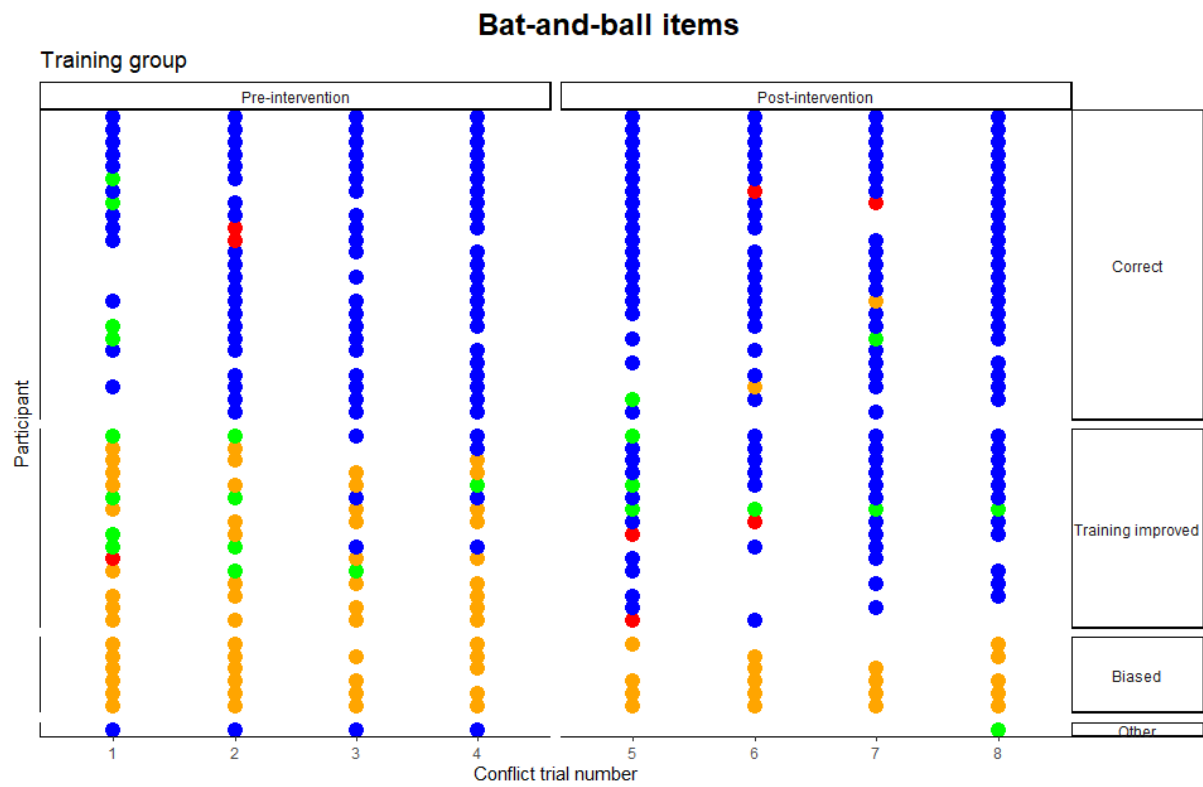 Bat-and-ball items
Training group
Pre-intervention
Post-intervention
Correct
Training improved
Biased
Other
Participant
1 2 3 4 5 6 7 8
Conflict trial number